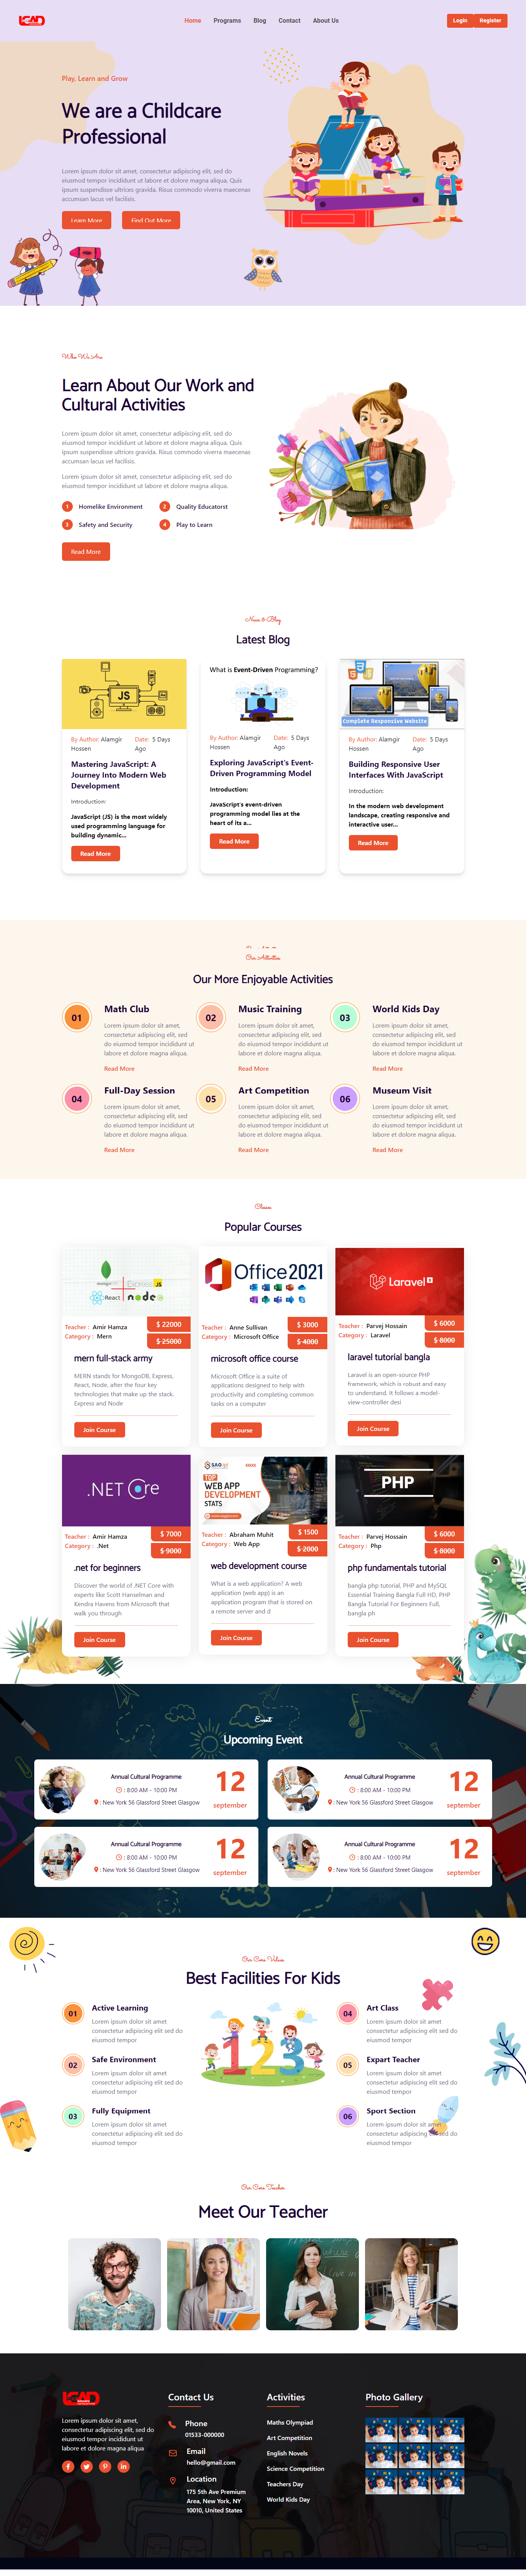 LEAD
Home
Programs
Blog
Contact
About Us
Login
Register
Play, Learn and Grow
We are a Childcare
Professional
Lorem ipsum dolor sit amet, consectetur adipiscing elit, sed do
eiusmod tempor incididunt ut labore et dolore magna aliqua. Quis
ipsum suspendisse ultrices gravida. Risus commodo viverra maecenas
accumsan lacus vel facilisis.
Learn More
Find Out More
Who We Are
Learn About Our Work and
Cultural Activities
Lorem ipsum dolor sit amet, consectetur adipiscing elit, sed do
eiusmod tempor incididunt ut labore et dolore magna aliqua. Quis
ipsum suspendisse ultrices gravida. Risus commodo viverra maecenas
accumsan lacus vel facilisis.
Lorem ipsum dolor sit amet, consectetur adipiscing elit, sed do
eiusmod tempor incididunt ut labore et dolore magna aliqua.
1 Homelike Environment
2 Quality Educatorst
3 Safety and Security
4 Play to Learn
Read More
News & Blog
Latest Blog
JS
By Author: Alamgir Hossen
Date: 5 Days Ago
Mastering JavaScript: A
Journey Into Modern Web
Development
Introduction:
JavaScript (JS) is the most widely
used programming language for
building dynamic...
Read More
What is Event-Driven Programming?
By Author: Alamgir Hossen
Date: 5 Days Ago
Exploring JavaScript's Event-
Driven Programming Model
Introduction:
JavaScript's event-driven
programming model lies at the
heart of its a...
Read More
Complete Responsive Website
By Author: Alamgir Hossen
Date: 5 Days Ago
Building Responsive User
Interfaces With JavaScript
Introduction:
In the modern web development
landscape, creating responsive and
interactive user...
Read More
Our Activities
Our More Enjoyable Activities
01
Math Club
Lorem ipsum dolor sit amet,
consectetur adipiscing elit, sed
do eiusmod tempor incididunt ut
labore et dolore magna aliqua.
Read More
02
Music Training
Lorem ipsum dolor sit amet,
consectetur adipiscing elit, sed
do eiusmod tempor incididunt ut
labore et dolore magna aliqua.
Read More
03
World Kids Day
Lorem ipsum dolor sit amet,
consectetur adipiscing elit, sed
do eiusmod tempor incididunt ut
labore et dolore magna aliqua.
Read More
04
Full-Day Session
Lorem ipsum dolor sit amet,
consectetur adipiscing elit, sed
do eiusmod tempor incididunt ut
labore et dolore magna aliqua.
Read More
05
Art Competition
Lorem ipsum dolor sit amet,
consectetur adipiscing elit, sed
do eiusmod tempor incididunt ut
labore et dolore magna aliqua.
Read More
06
Museum Visit
Lorem ipsum dolor sit amet,
consectetur adipiscing elit, sed
do eiusmod tempor incididunt ut
labore et dolore magna aliqua.
Read More
Classes
Popular Courses
mongoDB
Express
JS
React
node
Teacher : Amir Hamza
Category : Mern
$ 22000
$ 25000
mern full-stack army
MERN stands for MongoDB, Express,
React, Node, after the four key
technologies that make up the stack.
Express and Node
Join Course
Office 2021
Teacher : Anne Sullivan
Category : Microsoft Office
$ 3000
$ 4000
microsoft office course
Microsoft Office is a suite of
applications designed to help with
productivity and completing common
tasks on a computer
Join Course
Laravel
Teacher : Parvej Hossain
Category : Laravel
$ 6000
$ 8000
laravel tutorial bangla
Laravel is an open-source PHP
framework, which is robust and easy
to understand. It follows a model-
view-controller desi
Join Course
.NET Core
Teacher : Amir Hamza
Category : .Net
$ 7000
$ 9000
.net for beginners
Discover the world of .NET Core with
experts like Scott Hanselman and
Kendra Havens from Microsoft that
walk you through
Join Course
TOP
WEB APP
DEVELOPMENT
STATS
Teacher : Abraham Muhit
Category : Web App
$ 1500
$ 2000
web development course
What is a web application? A web
application (web app) is an
application program that is stored on
a remote server and d
Join Course
PHP
Teacher : Parvej Hossain
Category : Php
$ 6000
$ 8000
php fundamentals tutorial
bangla php tutorial, PHP and MySQL
Essential Training Bangla Full HD, PHP
Bangla Tutorial For Beginners Full,
bangla ph
Join Course
Event
Upcoming Event
Annual Cultural Programme
: 8:00 AM - 10:00 PM
: New York 56 Glassford Street Glasgow
12
september
Annual Cultural Programme
: 8:00 AM - 10:00 PM
: New York 56 Glassford Street Glasgow
12
september
Annual Cultural Programme
: 8:00 AM - 10:00 PM
: New York 56 Glassford Street Glasgow
12
september
Annual Cultural Programme
: 8:00 AM - 10:00 PM
: New York 56 Glassford Street Glasgow
12
september
Our Core Values
Best Facilities For Kids
01
Active Learning
Lorem ipsum dolor sit amet
consectetur adipiscing elit sed do
eiusmod tempor
02
Safe Environment
Lorem ipsum dolor sit amet
consectetur adipiscing elit sed do
eiusmod tempor
03
Fully Equipment
Lorem ipsum dolor sit amet
consectetur adipiscing elit sed do
eiusmod tempor
123
04
Art Class
Lorem ipsum dolor sit amet
consectetur adipiscing elit sed do
eiusmod tempor
05
Expart Teacher
Lorem ipsum dolor sit amet
consectetur adipiscing elit sed do
eiusmod tempor
06
Sport Section
Lorem ipsum dolor sit amet
consectetur adipiscing elit sed do
eiusmod tempor
Our Core Teacher
Meet Our Teacher
LEAD
Lorem ipsum dolor sit amet,
consectetur adipiscing elit, sed do
eiusmod tempor incididunt ut
labore et dolore magna aliqua
Contact Us
Phone
01533-000000
Email
hello@gmail.com
Location
175 5th Ave Premium
Area, New York, NY
10010, United States
Activities
Maths Olympiad
Art Competition
English Novels
Science Competition
Teachers Day
World Kids Day
Photo Gallery